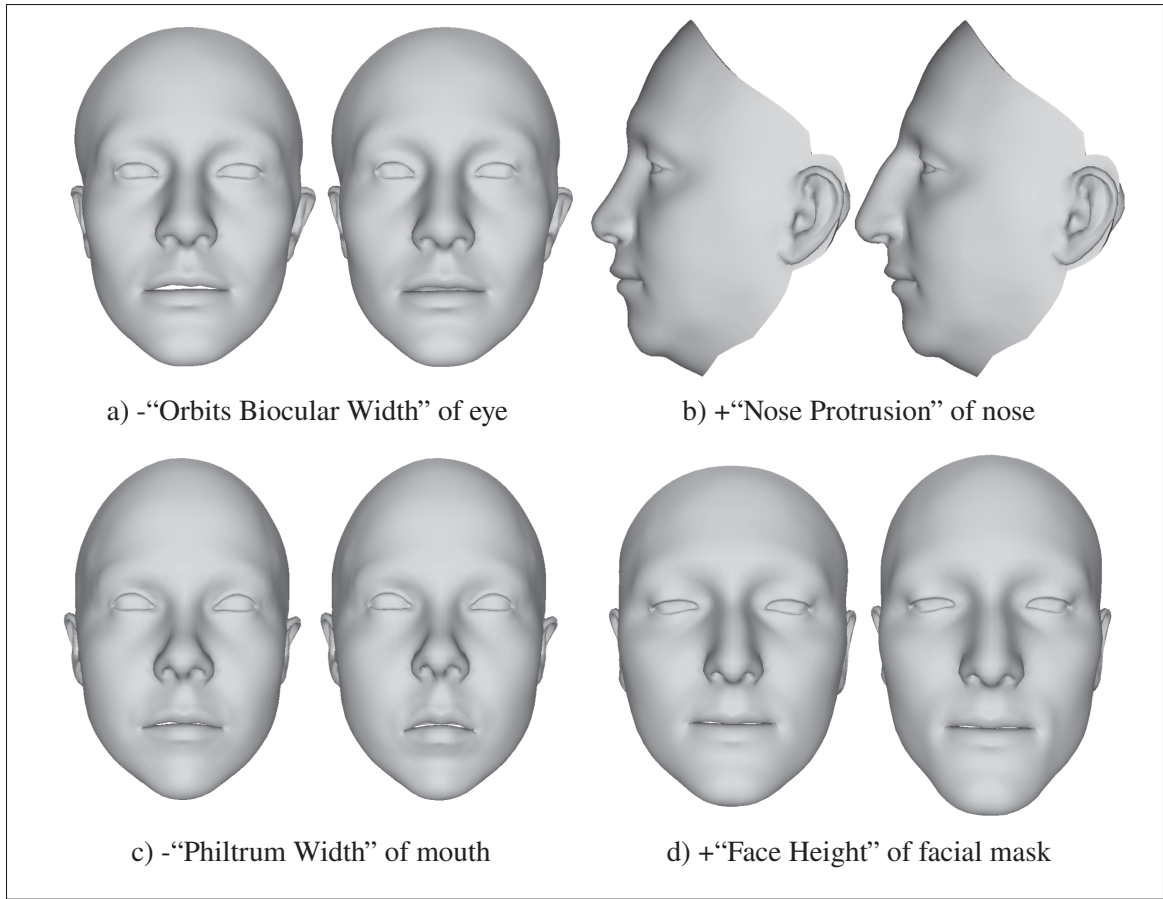 a) -“Orbits Biocular Width” of eye
b) +“Nose Protrusion” of nose
c) -“Philtrum Width” of mouth
d) +“Face Height” of facial mask